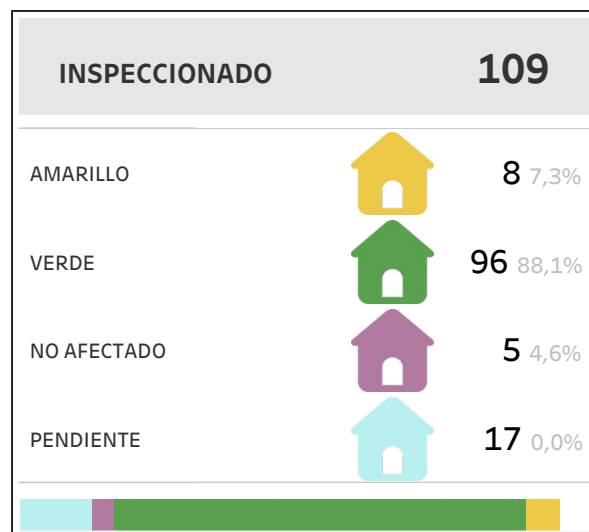 INSPECCIONADO 109
AMARILLO 8 7,3%
VERDE 96 88,1%
NO AFECTADO 5 4,6%
PENDIENTE 17 0,0%